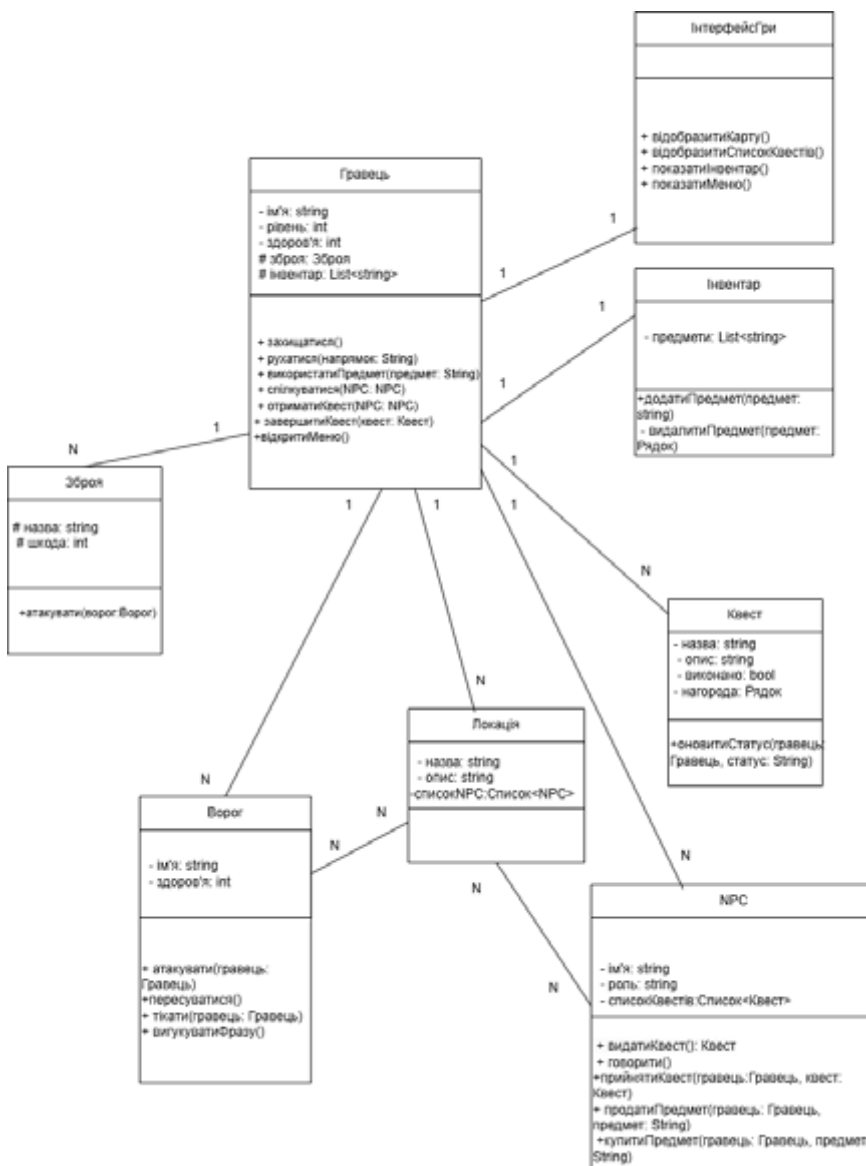 ІнтерфейсГри
+ відобразитиКарту()
+ відобразитиСписокКвестів()
+ показатиІнвентар()
+ показатиМеню()
Гравець
- ім'я: string
- рівень: int
- здоров'я: int
# зброя: Зброя
# інвентар: List<string>
+ захищатися()
+ рухатися(напрямок: String)
+ використатиПредмет(предмет: String)
+ спілкуватися(NPC: NPC)
+ отриматиКвест(NPC: NPC)
+ завершитиКвест(квест: Квест)
+відкритиМеню()
1
1
Інвентар
- предмети: List<string>
+додатиПредмет(предмет:
string)
- видалитиПредмет(предмет:
Рядок)
1
1
1
N
Зброя
# назва: string
# шкода: int
+атакувати(ворог:Ворог)
1
1
1
1
N
Квест
- назва: string
- опис: string
- виконано: bool
- нагорода: Рядок
+оновитиСтатус(гравець:
Гравець, статус: String)
N
Локація
- назва: string
- опис: string
-списокNPC:Список<NPC>
N
Ворог
- ім'я: string
- здоров'я: int
+ атакувати(гравець:
Гравець)
+пересуватися()
+ тікати(гравець: Гравець)
+ вигукуватиФразу()
N
N
N
N
N
NPC
- ім'я: string
- роль: string
- списокКвестів:Список<Квест>
+ видатиКвест(): Квест
+ говорити()
+прийнятиКвест(гравець:Гравець, квест:
Квест)
+ продатиПредмет(гравець: Гравець,
предмет: String)
+купитиПредмет(гравець: Гравець, предмет
String)